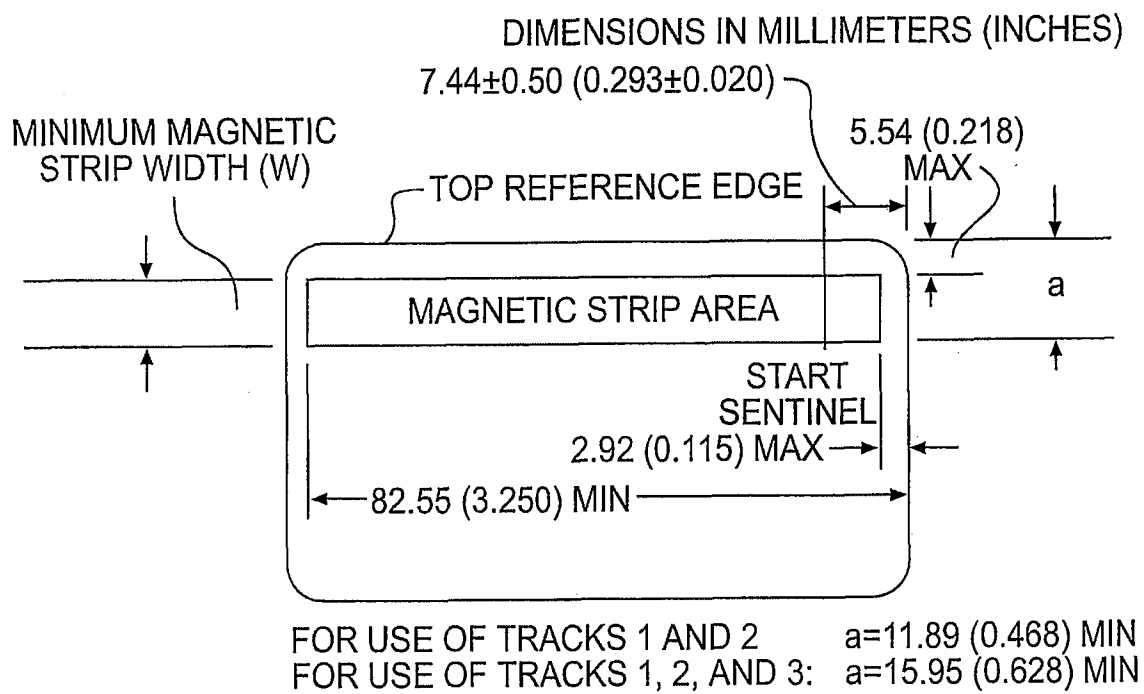 DIMENSIONS IN MILLIMETERS (INCHES)
7.44±0.50 (0.293±0.020)
MINIMUM MAGNETIC
STRIP WIDTH (W)
5.54 (0.218)
MAX
TOP REFERENCE EDGE
a
MAGNETIC STRIP AREA
START
SENTINEL
2.92 (0.115) MAX
82.55 (3.250) MIN
FOR USE OF TRACKS 1 AND 2 a=11.89 (0.468) MIN
FOR USE OF TRACKS 1, 2, AND 3: a=15.95 (0.628) MIN